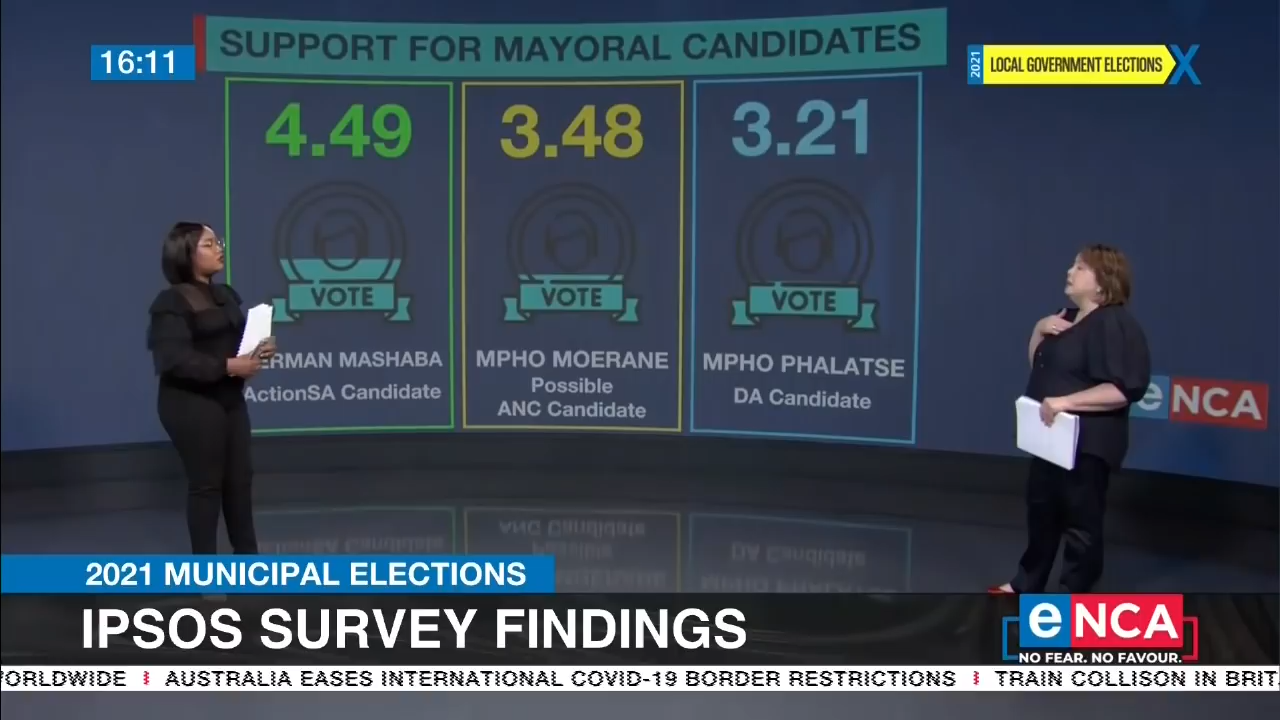 SUPPORT FOR MAYORAL CANDIDATES
16:11
2021
LOCAL GOVERNMENT ELECTIONS X
4.49
3.48
3.21
VOTE
VOTE
VOTE
ERMAN MASHABA
ActionSA Candidate
MPHO MOERANE
Possible
ANC Candidate
MPHO PHALATSE
DA Candidate
eNCA
2021 MUNICIPAL ELECTIONS
IPSOS SURVEY FINDINGS
eNCA
NO FEAR. NO FAVOUR.
ORLDWIDE AUSTRALIA EASES INTERNATIONAL COVID-19 BORDER RESTRICTIONS TRAIN COLLISON IN BRIT